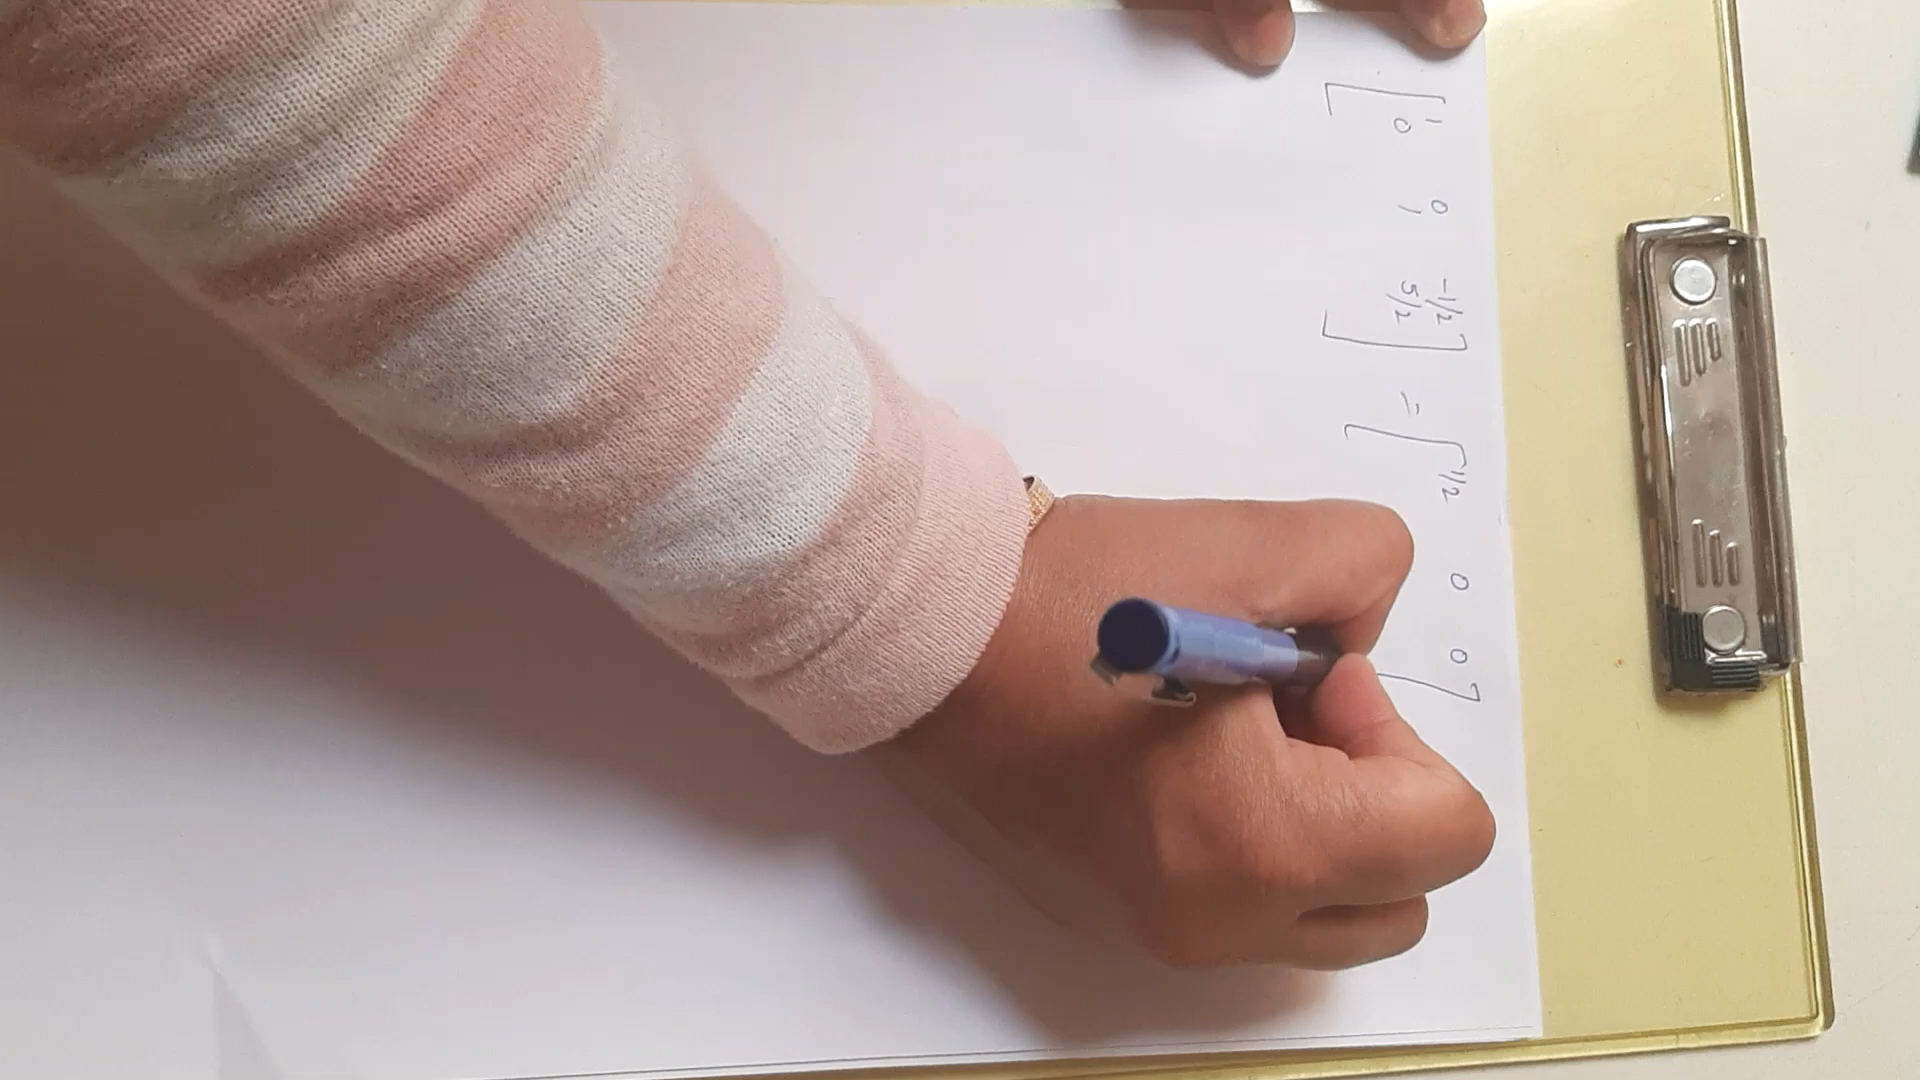 [ 1 0 -1/2 ] = [ 1/2 0 0 ]
0 1 5/2